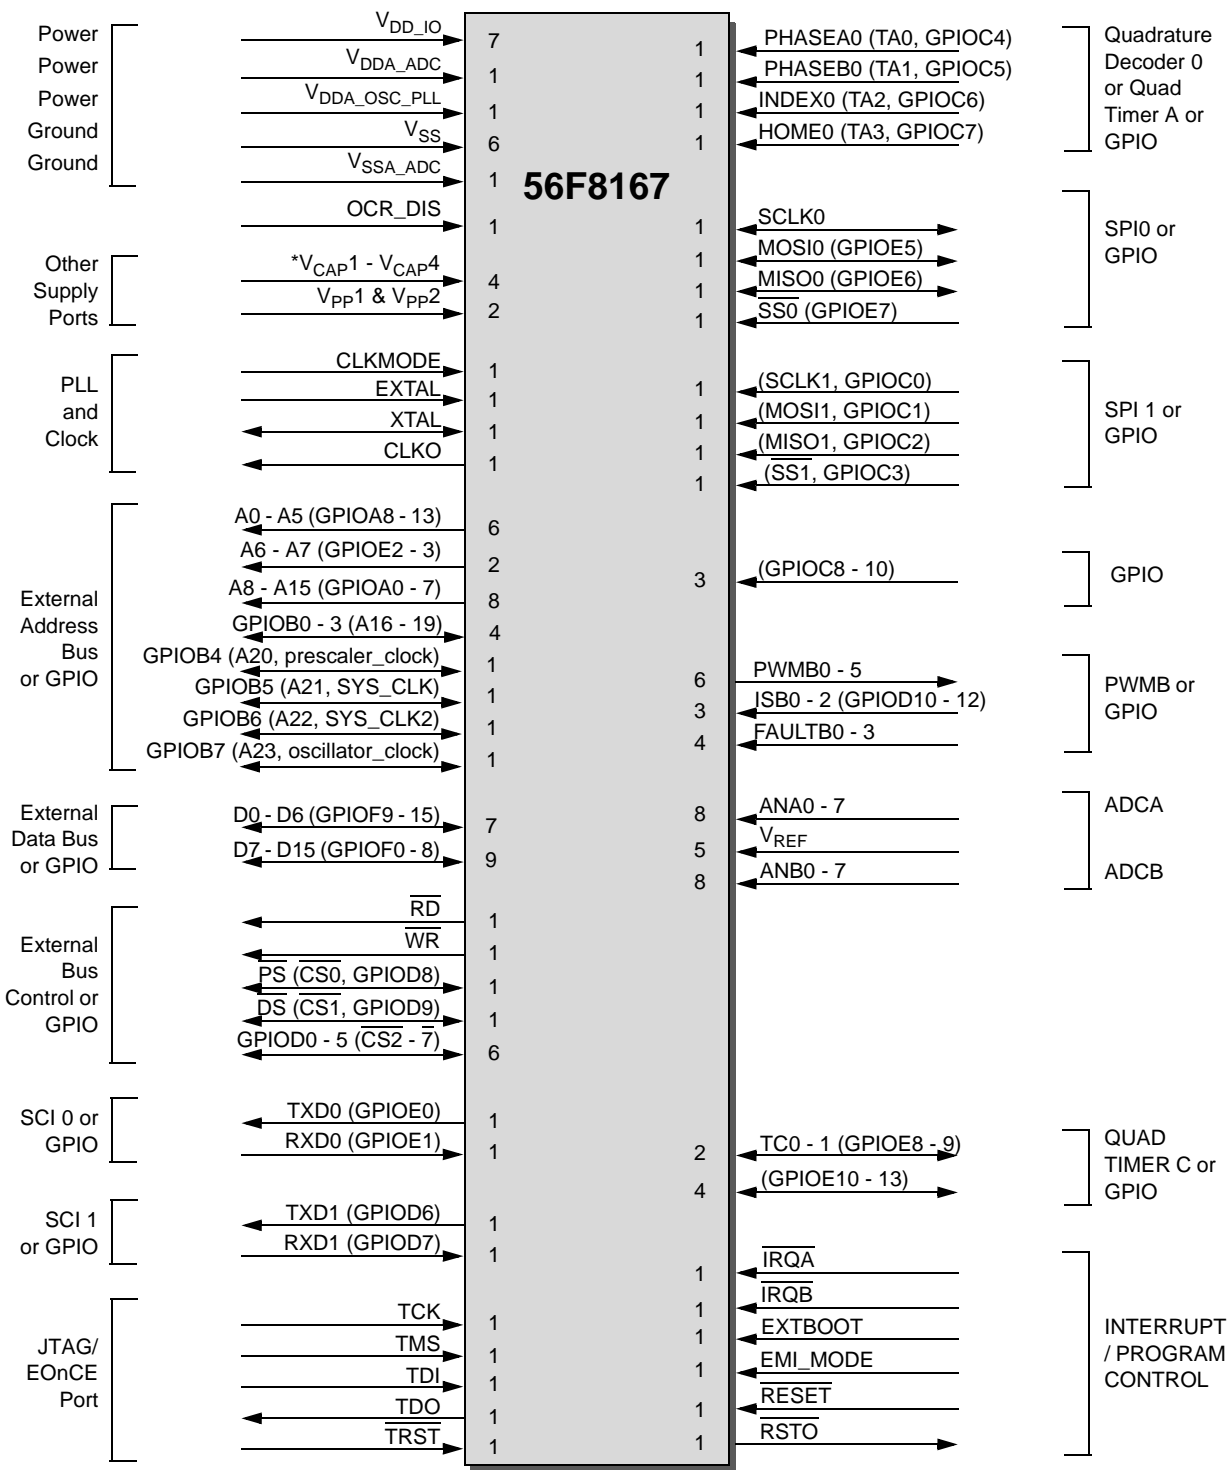 56F8167
Power
Power
Power
Ground
Ground
VDD_IO
7
VDDA_ADC
1
VDDA_OSC_PLL
1
VSS
6
VSSA_ADC
1
OCR_DIS
1
Other
Supply
Ports
*VCAP1 - VCAP4
4
VPP1 & VPP2
2
PLL
and
Clock
CLKMODE
1
EXTAL
1
XTAL
1
CLKO
1
External
Address
Bus
or GPIO
A0 - A5 (GPIOA8 - 13)
6
A6 - A7 (GPIOE2 - 3)
2
A8 - A15 (GPIOA0 - 7)
8
GPIOB0 - 3 (A16 - 19)
4
GPIOB4 (A20, prescaler_clock)
1
GPIOB5 (A21, SYS_CLK)
1
GPIOB6 (A22, SYS_CLK2)
1
GPIOB7 (A23, oscillator_clock)
1
External
Data Bus
or GPIO
D0 - D6 (GPIOF9 - 15)
7
D7 - D15 (GPIOF0 - 8)
9
External
Bus
Control or
GPIO
RD
1
WR
1
PS (CS0, GPIOD8)
1
DS (CS1, GPIOD9)
1
GPIOD0 - 5 (CS2 - 7)
6
SCI 0 or
GPIO
TXD0 (GPIOE0)
1
RXD0 (GPIOE1)
1
SCI 1
or GPIO
TXD1 (GPIOD6)
1
RXD1 (GPIOD7)
1
JTAG/
EOnCE
Port
TCK
1
TMS
1
TDI
1
TDO
1
TRST
1
1
PHASEA0 (TA0, GPIOC4)
1
PHASEB0 (TA1, GPIOC5)
1
INDEX0 (TA2, GPIOC6)
1
HOME0 (TA3, GPIOC7)
Quadrature
Decoder 0
or Quad
Timer A or
GPIO
1
SCLK0
1
MOSI0 (GPIOE5)
1
MISO0 (GPIOE6)
1
SS0 (GPIOE7)
SPI0 or
GPIO
1
(SCLK1, GPIOC0)
1
(MOSI1, GPIOC1)
1
(MISO1, GPIOC2)
1
(SS1, GPIOC3)
SPI 1 or
GPIO
3
(GPIOC8 - 10)
GPIO
6
PWMB0 - 5
3
ISB0 - 2 (GPIOD10 - 12)
4
FAULTB0 - 3
PWMB or
GPIO
8
ANA0 - 7
5
VREF
8
ANB0 - 7
ADCA
ADCB
2
TC0 - 1 (GPIOE8 - 9)
4
(GPIOE10 - 13)
QUAD
TIMER C or
GPIO
1
IRQA
1
IRQB
1
EXTBOOT
1
EMI_MODE
1
RESET
1
RSTO
INTERRUPT
/ PROGRAM
CONTROL